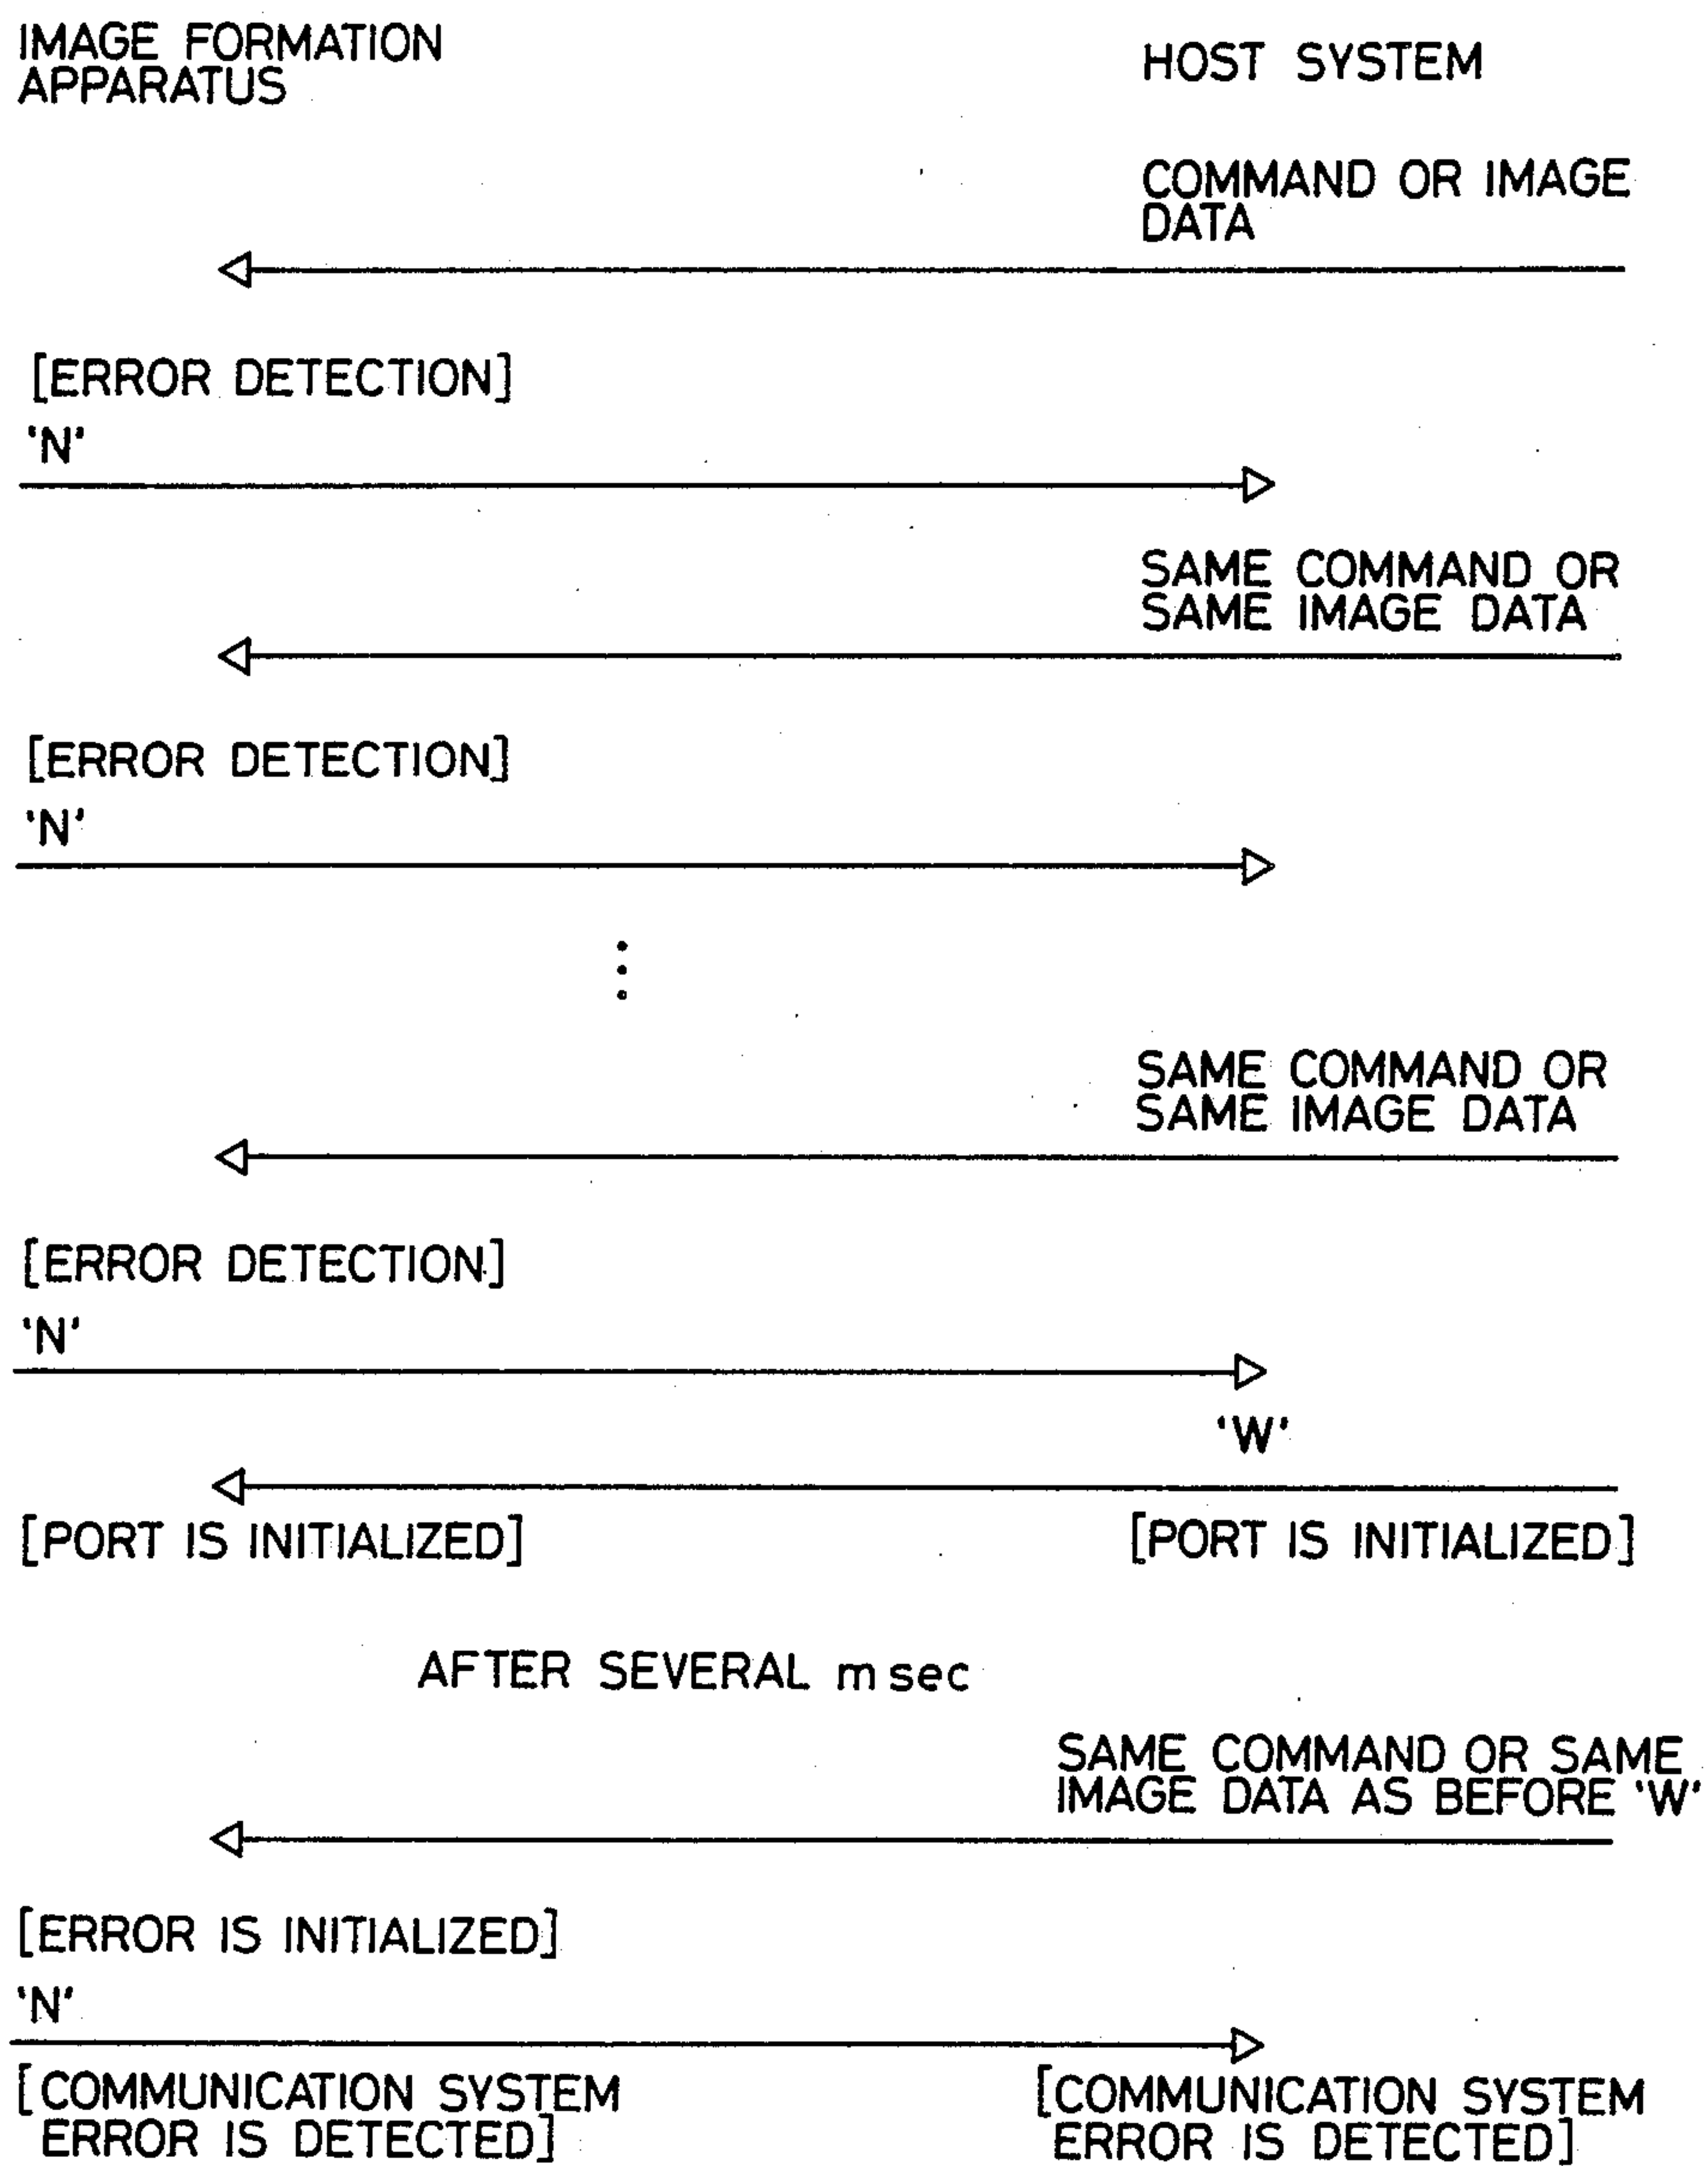 IMAGE FORMATION
APPARATUS
HOST SYSTEM
COMMAND OR IMAGE
DATA
[ERROR DETECTION]
'N'
SAME COMMAND OR
SAME IMAGE DATA
[ERROR DETECTION]
'N'
SAME COMMAND OR
SAME IMAGE DATA
[ERROR DETECTION]
'N'
'W'
[PORT IS INITIALIZED]
[PORT IS INITIALIZED]
AFTER SEVERAL msec
SAME COMMAND OR SAME
IMAGE DATA AS BEFORE 'W'
[ERROR IS INITIALIZED]
'N'
[COMMUNICATION SYSTEM
ERROR IS DETECTED]
[COMMUNICATION SYSTEM
ERROR IS DETECTED]